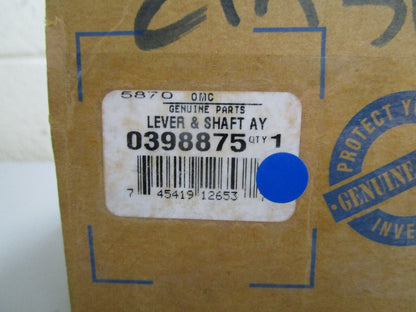 5870 OMC
GENUINE PARTS
LEVER & SHAFT AY
0398875 QTY 1
7 45419 12653
PROTECT
GENUINE
INVE